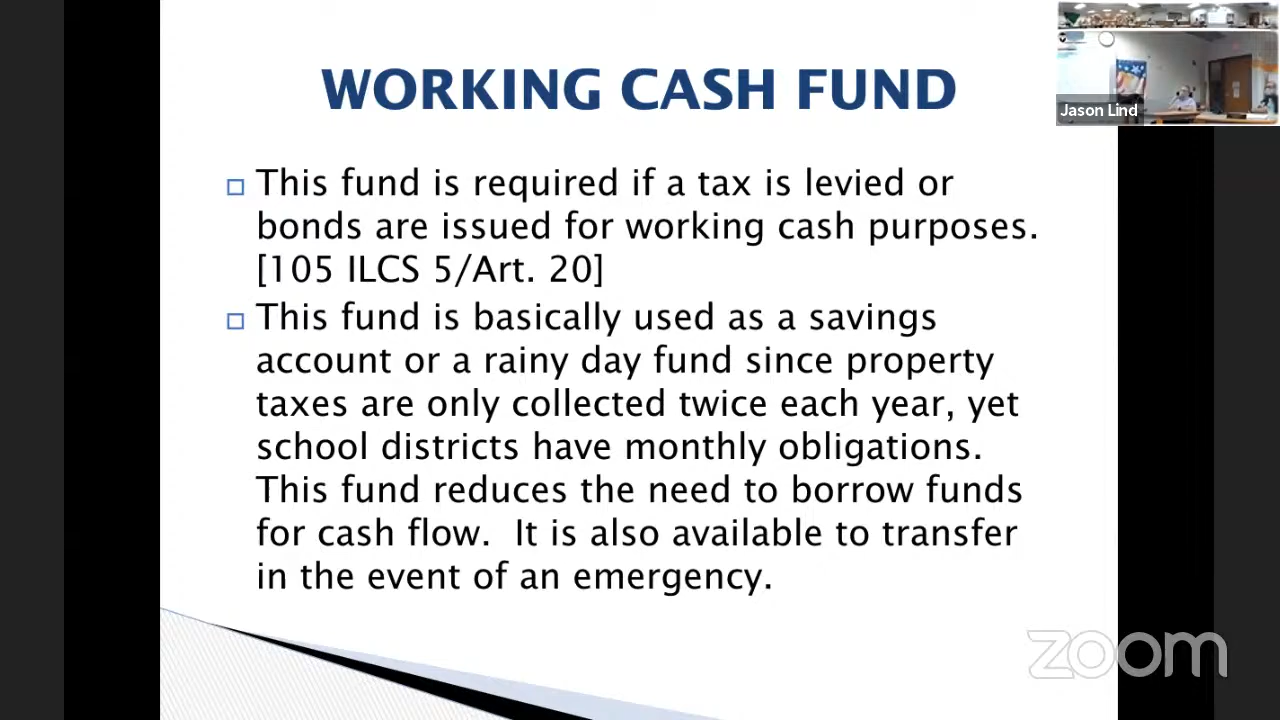 WORKING CASH FUND
Jason Lind
This fund is required if a tax is levied or
bonds are issued for working cash purposes.
[105 ILCS 5/Art. 20]
This fund is basically used as a savings
account or a rainy day fund since property
taxes are only collected twice each year, yet
school districts have monthly obligations.
This fund reduces the need to borrow funds
for cash flow.  It is also available to transfer
in the event of an emergency.
zoom